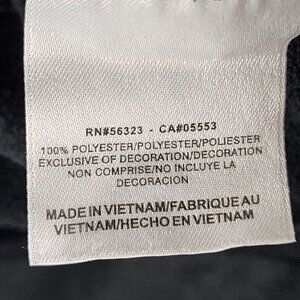 RN#56323 - CA#05553
100% POLYESTER/POLYESTER/POLIESTER
EXCLUSIVE OF DECORATION/DECORATION
NON COMPRISE/NO INCLUYE LA
DECORACION
MADE IN VIETNAM/FABRIQUE AU
VIETNAM/HECHO EN VIETNAM